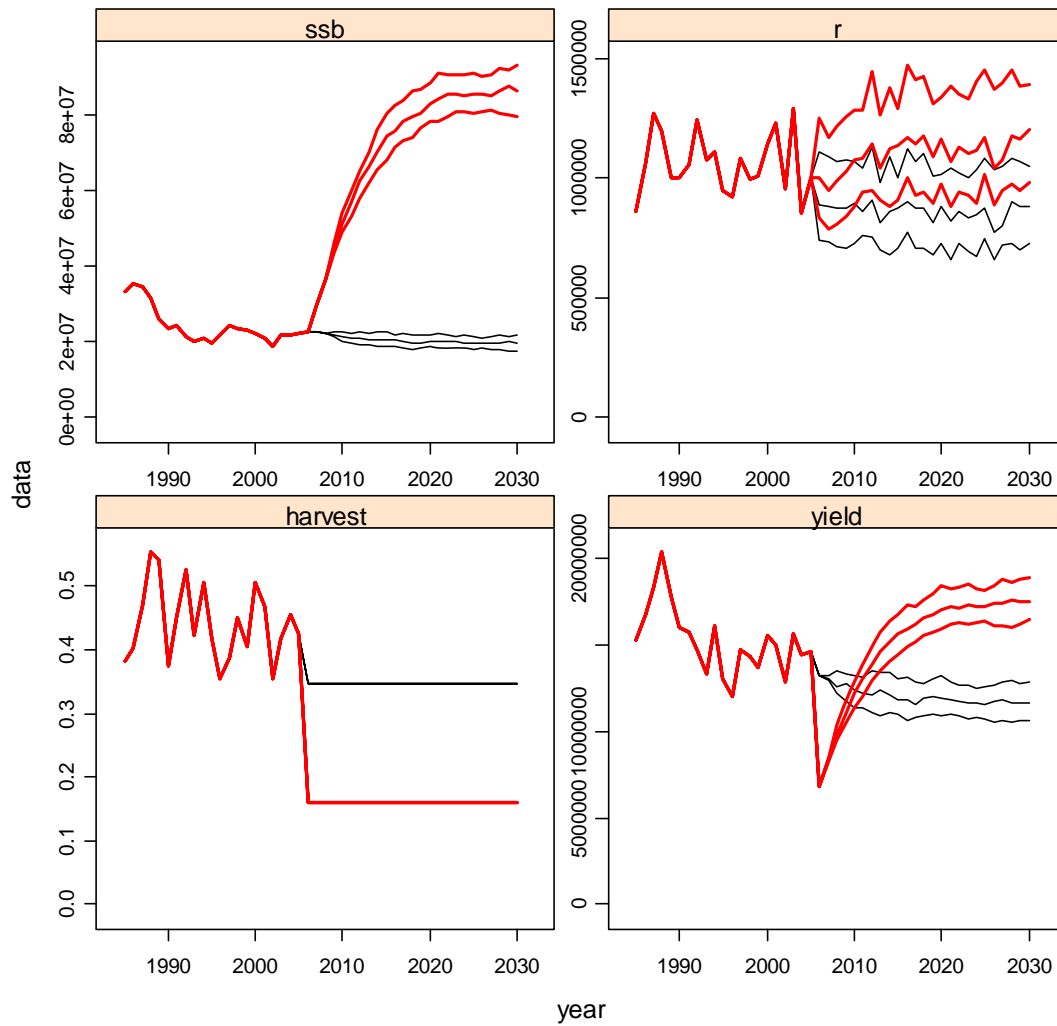 ssb
r
0e+00 2e+07 4e+07 6e+07 8e+07
0 500000 1000000 1500000
1990 2000 2010 2020 2030
1990 2000 2010 2020 2030
data
harvest
yield
0.0 0.1 0.2 0.3 0.4 0.5
0 5000000 10000000 20000000
1990 2000 2010 2020 2030
1990 2000 2010 2020 2030
year